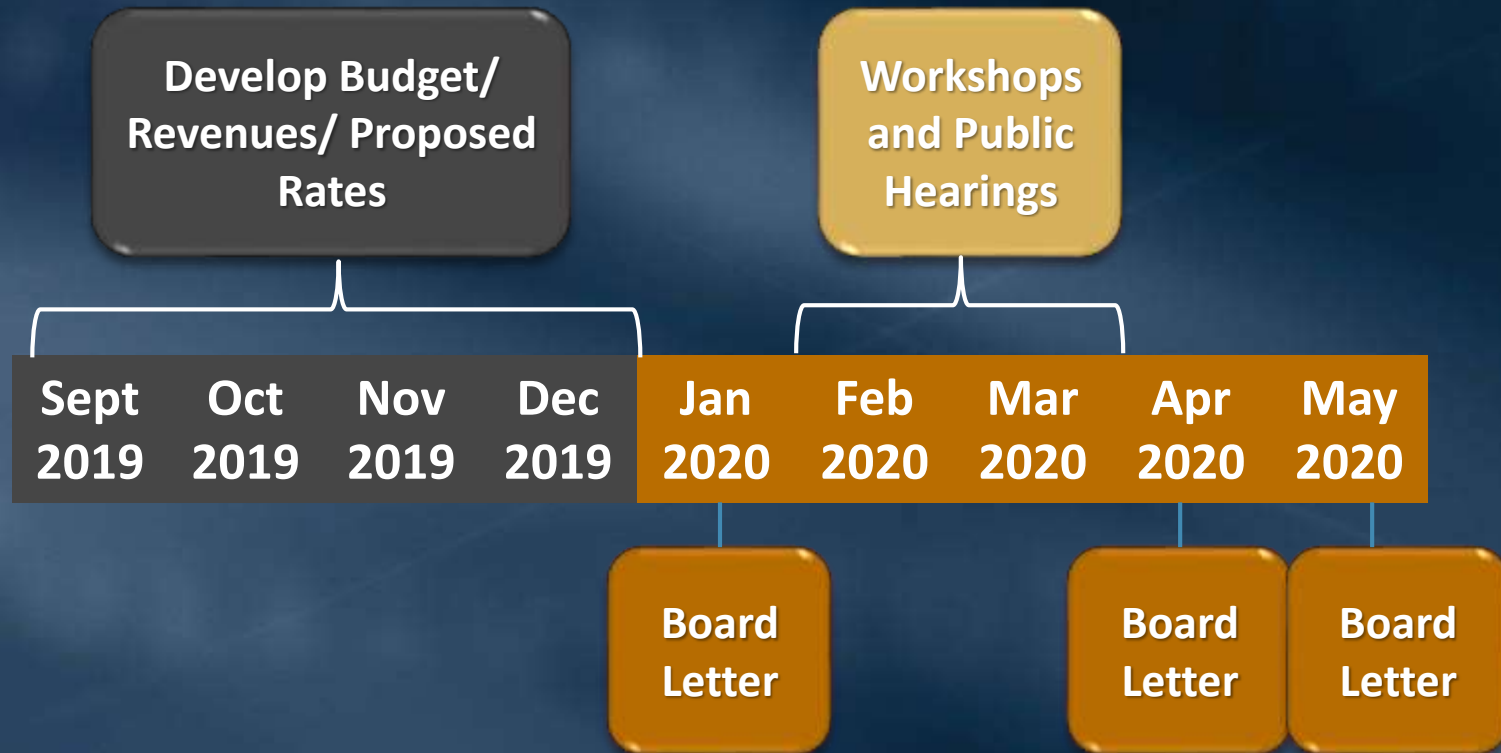 Develop Budget/
Revenues/ Proposed
Rates
Workshops
and Public
Hearings
Sept Oct Nov Dec Jan Feb Mar Apr May
2019 2019 2019 2019 2020 2020 2020 2020 2020
Board
Letter
Board
Letter
Board
Letter